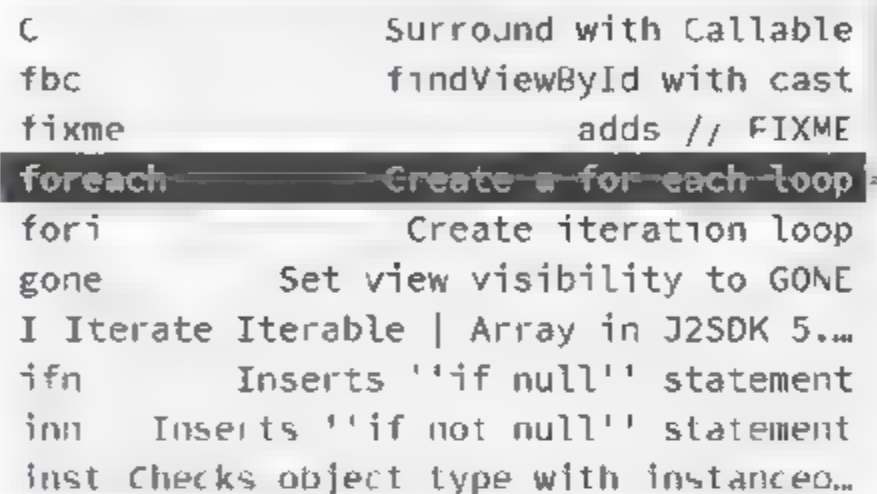 C Surround with Callable
fbc findViewById with cast
fixme adds // FIXME
foreach Create a for each loop
fori Create iteration loop
gone Set view visibility to GONE
I Iterate Iterable | Array in J2SDK 5.…
ifn Inserts ''if null'' statement
inn Inserts ''if not null'' statement
inst Checks object type with instanceo…